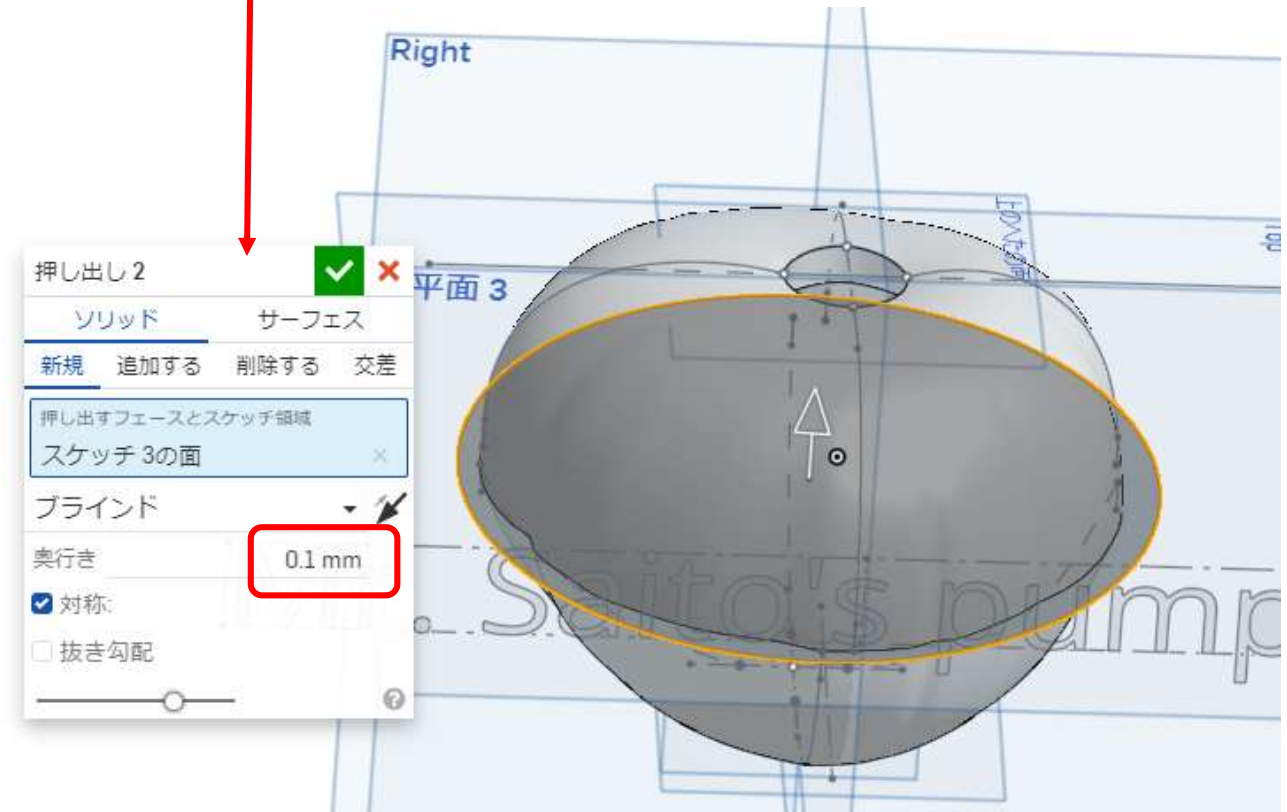 Right
押し出し 2
ソリッド サーフェス
新規 追加する 削除する 交差
押し出すフェースとスケッチ領域
スケッチ 3の面
ブラインド
奥行き 0.1 mm
対称:
抜き勾配
平面 3
Top
. Saito's pump